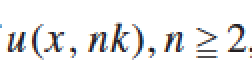 u(x, nk), n ≧ 2,